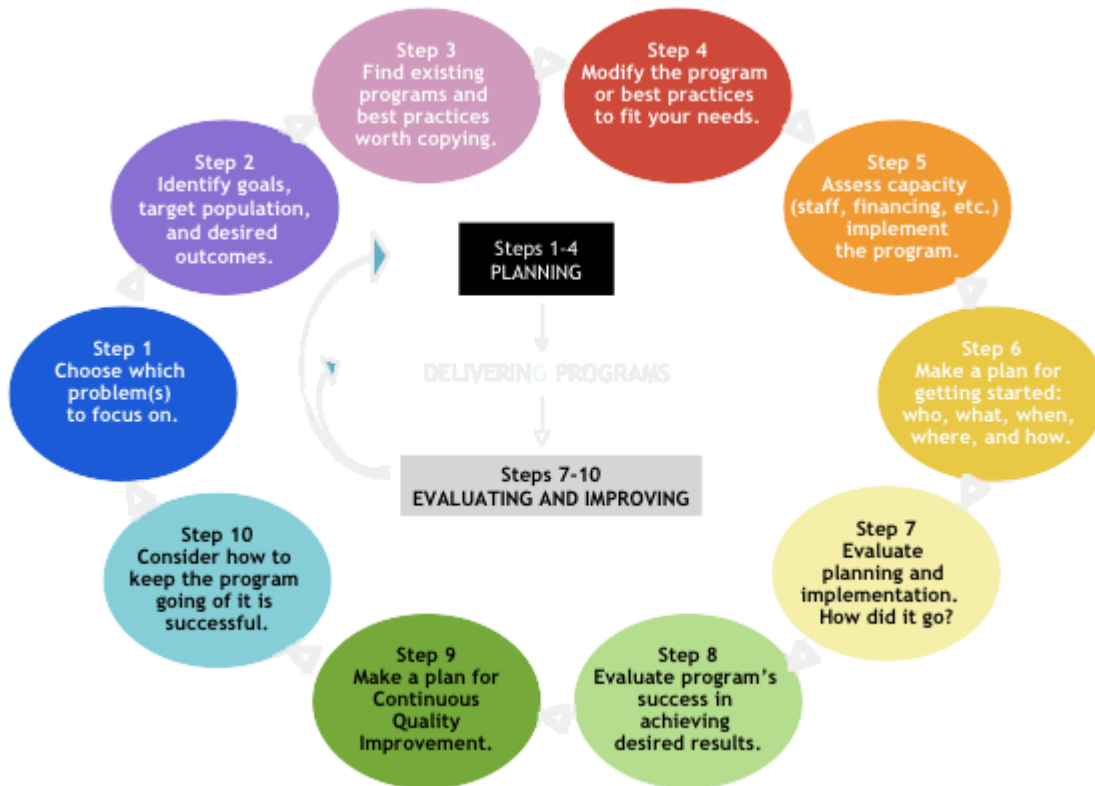 Step 1
Choose which
problem(s)
to focus on.
Step 2
Identify goals,
target population,
and desired
outcomes.
Step 3
Find existing
programs and
best practices
worth copying.
Step 4
Modify the program
or best practices
to fit your needs.
Step 5
Assess capacity
(staff, financing, etc.)
implement
the program.
Step 6
Make a plan for
getting started:
who, what, when,
where, and how.
Step 7
Evaluate
planning and
implementation.
How did it go?
Step 8
Evaluate program’s
success in
achieving
desired results.
Step 9
Make a plan for
Continuous
Quality
Improvement.
Step 10
Consider how to
keep the program
going of it is
successful.
Steps 1-4
PLANNING
DELIVERING PROGRAMS
Steps 7-10
EVALUATING AND IMPROVING